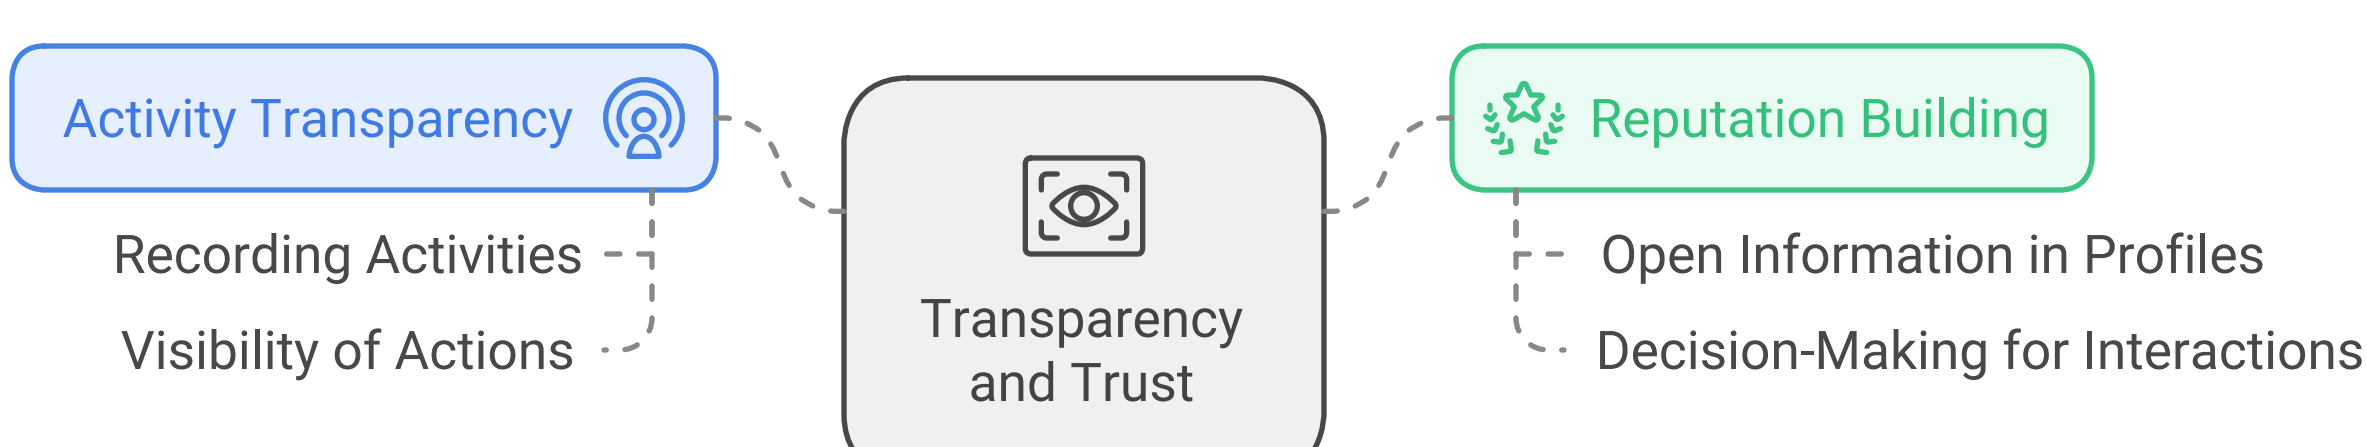 Activity Transparency
Recording Activities
Visibility of Actions
Transparency
and Trust
Reputation Building
Open Information in Profiles
Decision-Making for Interactions